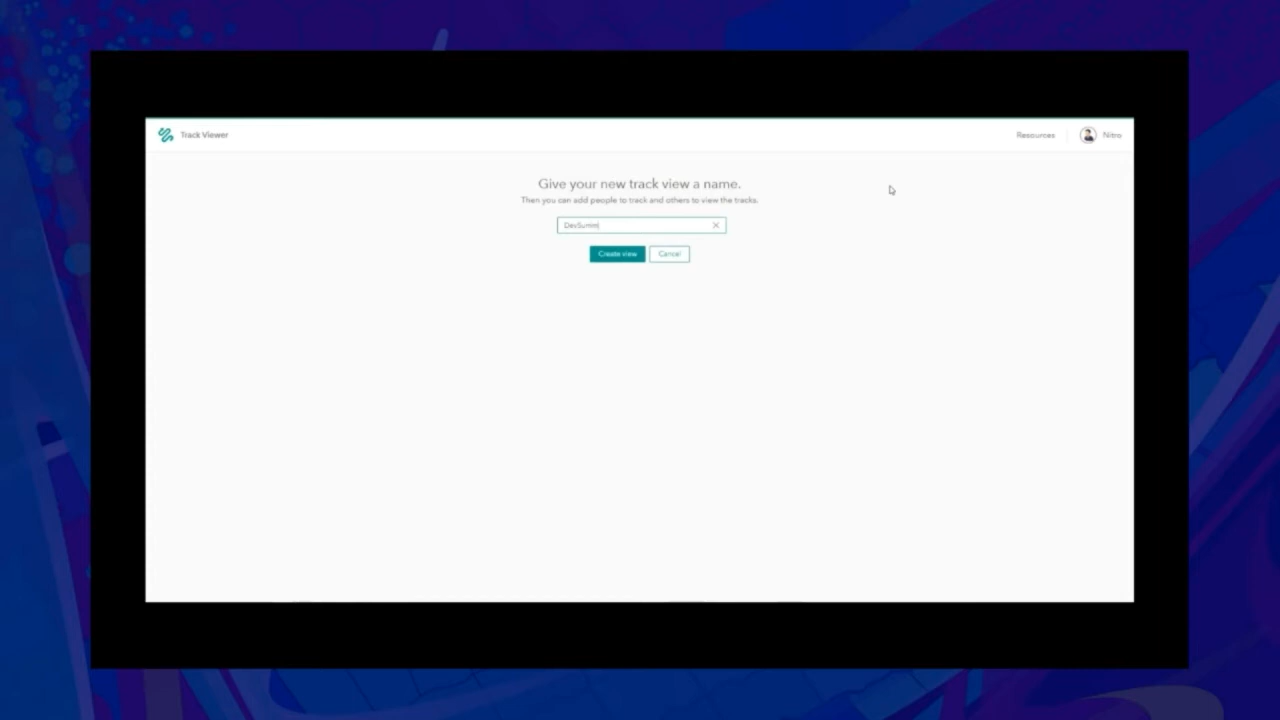 Track Viewer
Resources
Nitro
Give your new track view a name.
Then you can add people to track and others to view the tracks.
DevSumm
Create view
Cancel